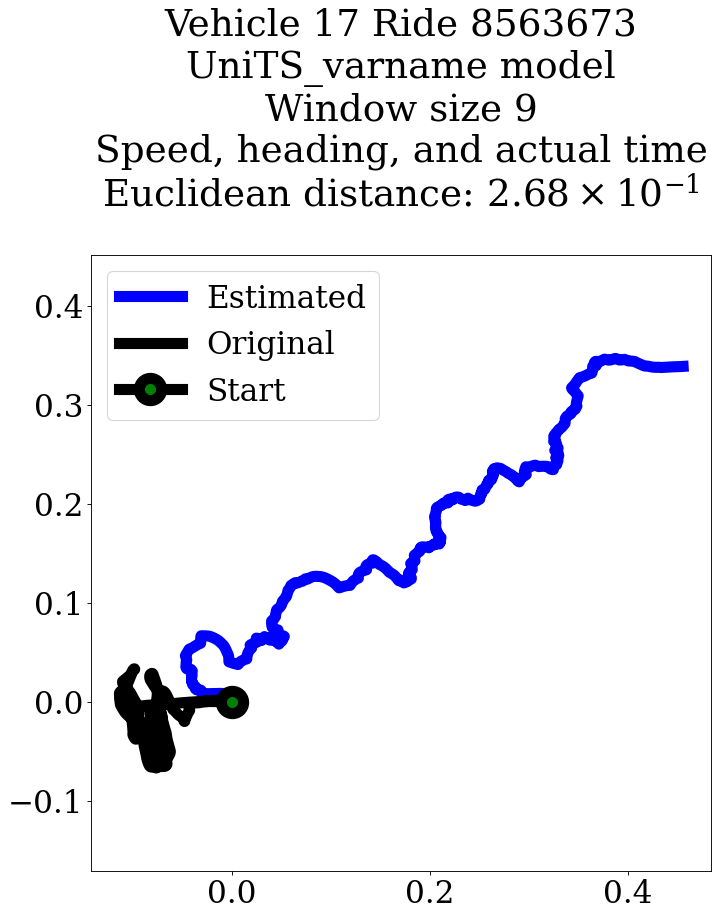 Vehicle 17 Ride 8563673
UniTS_varname model
Window size 9
Speed, heading, and actual time
Euclidean distance: 2.68 × 10⁻¹
Estimated
Original
Start
0.4
0.3
0.2
0.1
0.0
−0.1
0.0 0.2 0.4